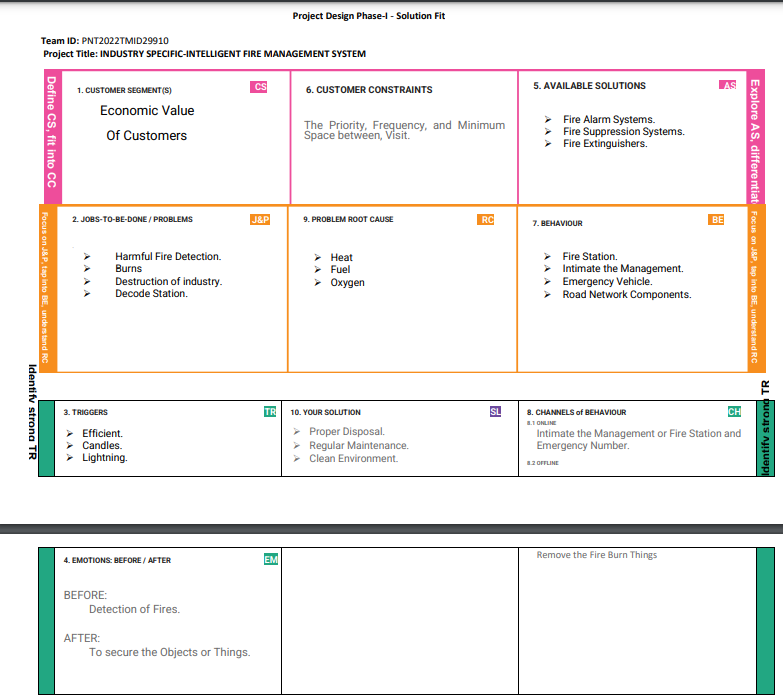 Project Design Phase-I - Solution Fit
Team ID: PNT2022TMID29910
Project Title: INDUSTRY SPECIFIC-INTELLIGENT FIRE MANAGEMENT SYSTEM
Define CS, fit into CC
1. CUSTOMER SEGMENT(S)
CS
Economic Value
Of Customers
6. CUSTOMER CONSTRAINTS
The Priority, Frequency, and Minimum
Space between, Visit.
5. AVAILABLE SOLUTIONS
AS
➢ Fire Alarm Systems.
➢ Fire Suppression Systems.
➢ Fire Extinguishers.
Explore AS, differentiat
Focus on J&P, tap into BE, understand RC
2. JOBS-TO-BE-DONE / PROBLEMS
J&P
➢ Harmful Fire Detection.
➢ Burns
➢ Destruction of industry.
➢ Decode Station.
9. PROBLEM ROOT CAUSE
RC
➢ Heat
➢ Fuel
➢ Oxygen
7. BEHAVIOUR
BE
➢ Fire Station.
➢ Intimate the Management.
➢ Emergency Vehicle.
➢ Road Network Components.
Focus on J&P, tap into BE, understand RC
Identify strong TR
3. TRIGGERS
TR
➢ Efficient.
➢ Candles.
➢ Lightning.
10. YOUR SOLUTION
SL
➢ Proper Disposal.
➢ Regular Maintenance.
➢ Clean Environment.
8. CHANNELS of BEHAVIOUR
CH
8.1 ONLINE
Intimate the Management or Fire Station and
Emergency Number.
8.2 OFFLINE
Identify strong TR
4. EMOTIONS: BEFORE / AFTER
EM
BEFORE:
Detection of Fires.
AFTER:
To secure the Objects or Things.
Remove the Fire Burn Things